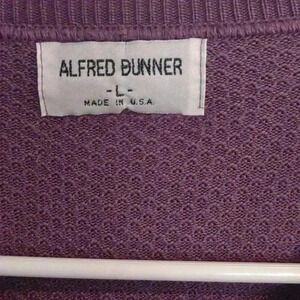 ALFRED DUNNER
- L -
MADE IN U.S.A.